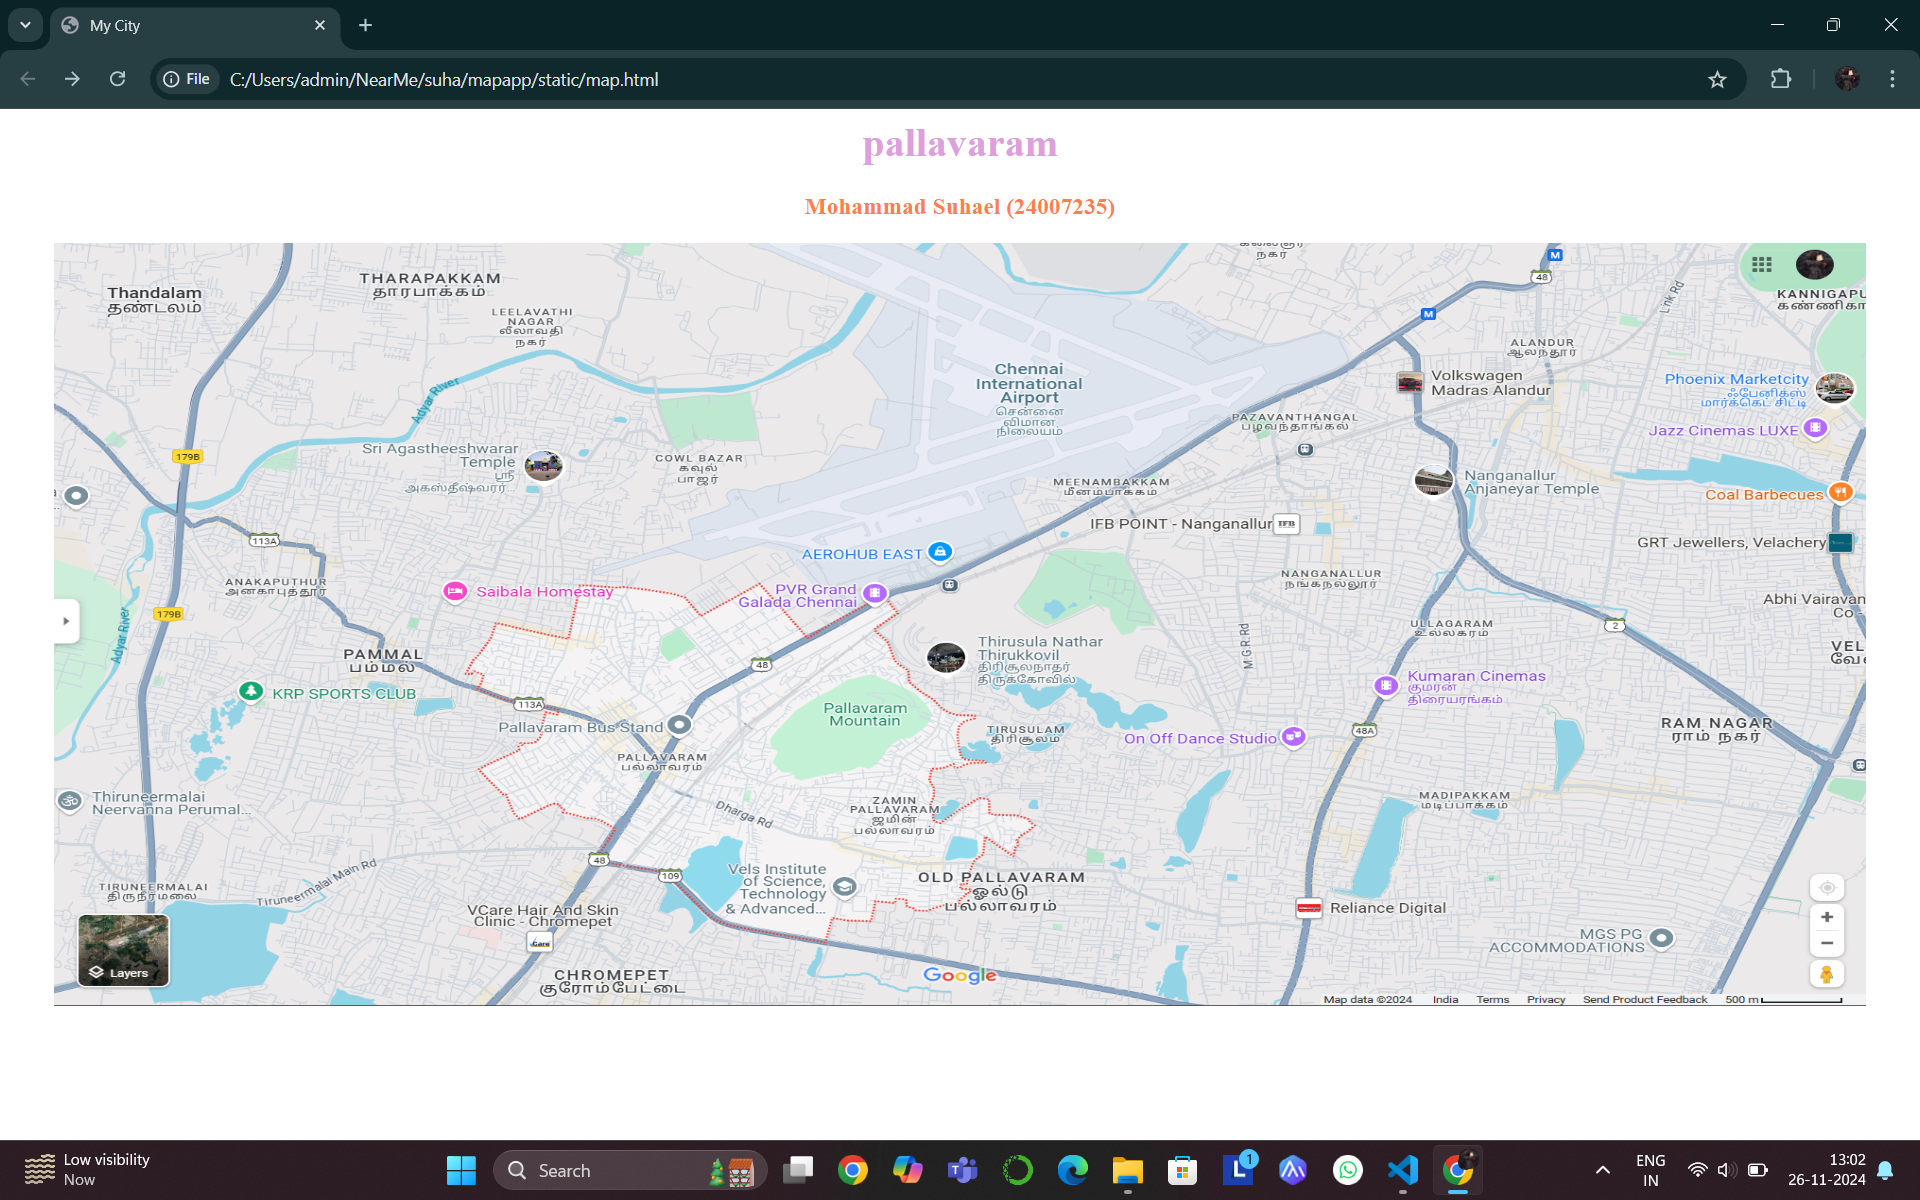 My City
File
C:/Users/admin/NearMe/suha/mapapp/static/map.html
pallavaram
Mohammad Suhael (24007235)
நகர்
M
48
Thandalam
தண்டலம்
THARAPAKKAM
தாரபாக்கம்
LEELAVATHI
NAGAR
லீலாவதி
நகர்
M
Link Rd
KANNIGAPU
ALANDUR
ஆலந்தூர்
Chennai
International
Airport
சென்னை
விமான
நிலையம்
Volkswagen
Madras Alandur
Phoenix Marketcity
ஃபீனிக்ஸ்
மார்க்கெட் சிட்டி
Adyar River
PAZAVANTHANGAL
பழவந்தாங்கல்
Jazz Cinemas LUXE
Sri Agastheeshwarar
Temple
ஸ்ரீ
அகஸ்தீஷ்வரர்
179B
COWL BAZAR
கவுல்
பாஜர்
MEENAMBAKKAM
மீனம்பாக்கம்
Nanganallur
Anjaneyar Temple
Coal Barbecues
IFB POINT - Nanganallur
IFB
113A
AEROHUB EAST
GRT Jewellers, Velachery
ANAKAPUTHUR
அனகாபுத்தூர்
Saibala Homestay
PVR Grand
Galada Chennai
NANGANALLUR
நங்கநல்லூர்
179B
Abhi Vairavan
Co -
Adyar River
ULLAGARAM
உள்ளகரம்
2
M.G.R.Rd
PAMMAL
பம்மல்
48
Thirusula Nathar
Thirukkovil
திரிசூலநாதர்
திருக்கோவில்
VEL
KRP SPORTS CLUB
Kumaran Cinemas
குமரன்
திரையரங்கம்
113A
Pallavaram
Mountain
Pallavaram Bus Stand
TIRUSULAM
திரிசூலம்
On Off Dance Studio
48A
RAM NAGAR
ராம் நகர்
PALLAVARAM
பல்லாவரம்
Thiruneermalai
Neervanna Perumal...
Dharga Rd
ZAMIN
PALLAVARAM
ஜமின்
பல்லாவரம்
MADIPAKKAM
மடிப்பாக்கம்
48
109
Tiruneermalai Main Rd
TIRUNEERMALAI
திருநீர்மலை
Vels Institute
of Science,
Technology
& Advanced...
OLD PALLAVARAM
ஓல்டு
பல்லாவரம்
VCare Hair And Skin
Clinic - Chromepet
Reliance Digital
MGS PG
ACCOMMODATIONS
Layers
CHROMEPET
குரோம்பேட்டை
Google
Map data ©2024 India Terms Privacy Send Product Feedback 500 m
Low visibility
Now
Search
1
ENG
IN
13:02
26-11-2024